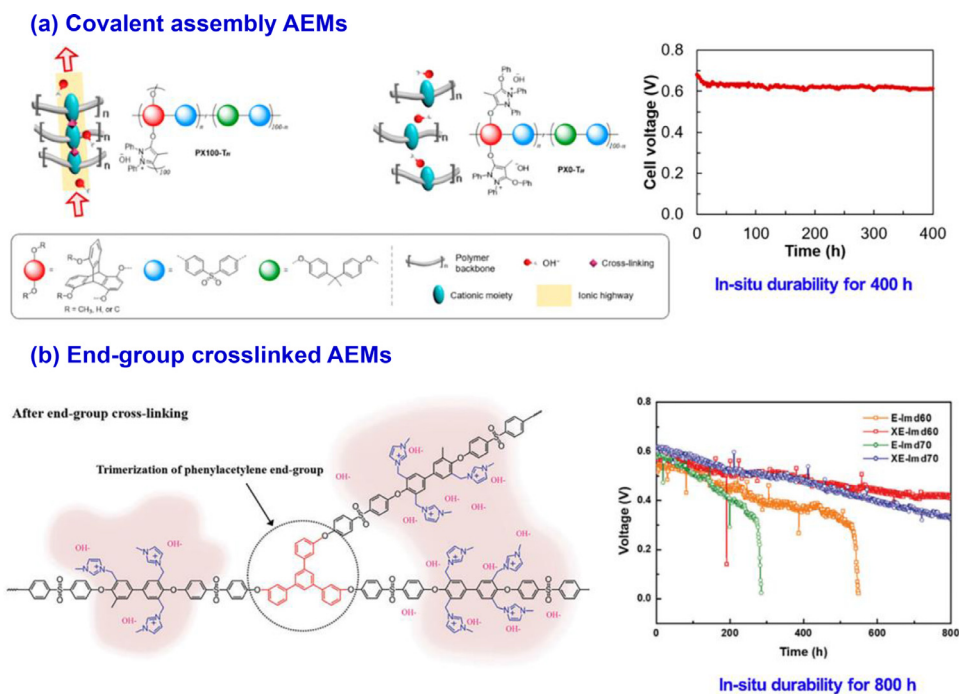 (a) Covalent assembly AEMs
PX100-Tn
PX0-Tn
OH
n
100-n
Ph
100
Cell voltage (V)
0.8
0.6
0.4
0.2
0.0
0 100 200 300 400
Time (h)
In-situ durability for 400 h
R = CH₃, H, or C
Polymer backbone
OH⁻
Cross-linking
Cationic moiety
Ionic highway
(b) End-group crosslinked AEMs
After end-group cross-linking
Trimerization of phenylacetylene end-group
OH-
Voltage (V)
0.8
0.6
0.4
0.2
0.0
E-Imd60
XE-Imd60
E-Imd70
XE-Imd70
0 200 400 600 800
Time (h)
In-situ durability for 800 h